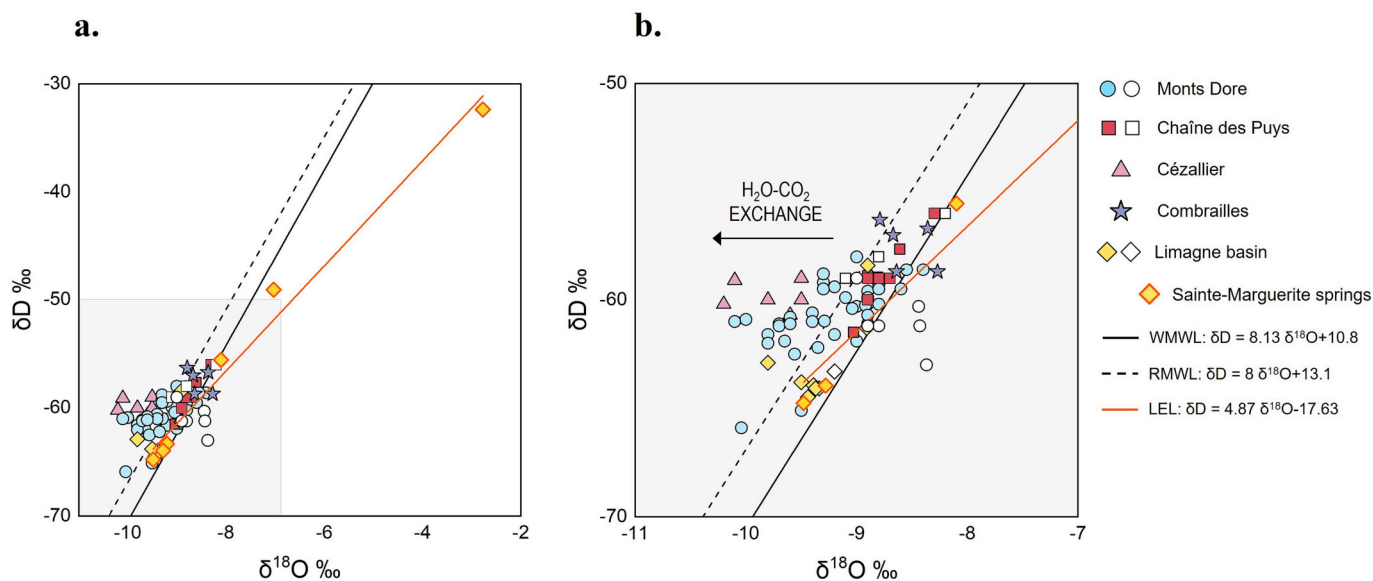 a.
-30
-40
-50
-60
-70
δD ‰
-10
-8
-6
-4
-2
δ¹⁸O ‰
b.
-50
-55
-60
-65
-70
δD ‰
H₂O-CO₂
EXCHANGE
-11
-10
-9
-8
-7
δ¹⁸O ‰
Monts Dore
Chaîne des Puys
Cézallier
Combrailles
Limagne basin
Sainte-Marguerite springs
WMWL: δD = 8.13 δ¹⁸O+10.8
RMWL: δD = 8 δ¹⁸O+13.1
LEL: δD = 4.87 δ¹⁸O-17.63